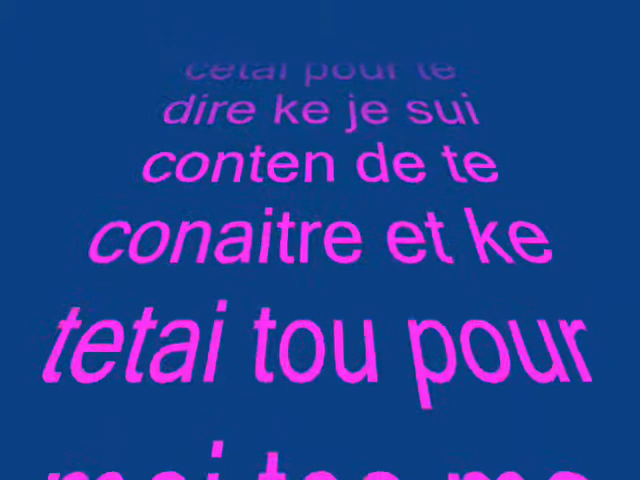 cetai pour te
dire ke je sui
conten de te
conaitre et ke
tetai tou pour